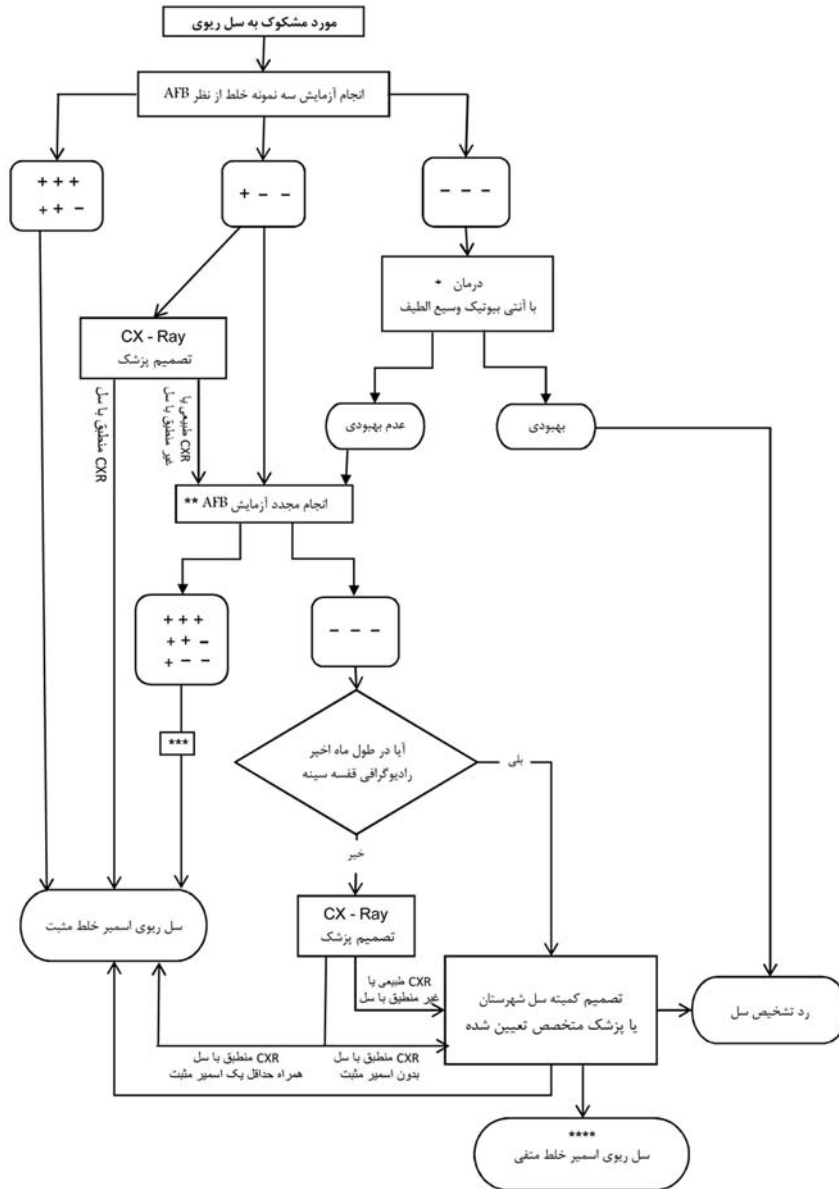 مورد مشکوک به سل ریوی
انجام آزمایش سه نمونه خلط از نظر AFB
+ + +
+ + –
+ – –
– – –
درمان +
با آنتی بیوتیک وسیع الطیف
CX - Ray
تصمیم پزشک
CXR منطبق با سل
CXR طبیعی یا
غیر منطبق با سل
عدم بهبودی
بهبودی
انجام مجدد آزمایش AFB **
+ + +
+ + –
+ – –
– – –
***
آیا در طول ماه اخیر
رادیوگرافی قفسه سینه
بلی
خیر
سل ریوی اسمیر خلط مثبت
CX - Ray
تصمیم پزشک
CXR طبیعی یا
غیر منطبق با سل
تصمیم کمیته سل شهرستان
یا پزشک متخصص تعیین شده
رد تشخیص سل
CXR منطبق با سل
بدون اسمیر مثبت
CXR منطبق با سل
همراه حداقل یک اسمیر مثبت
****
سل ریوی اسمیر خلط منفی